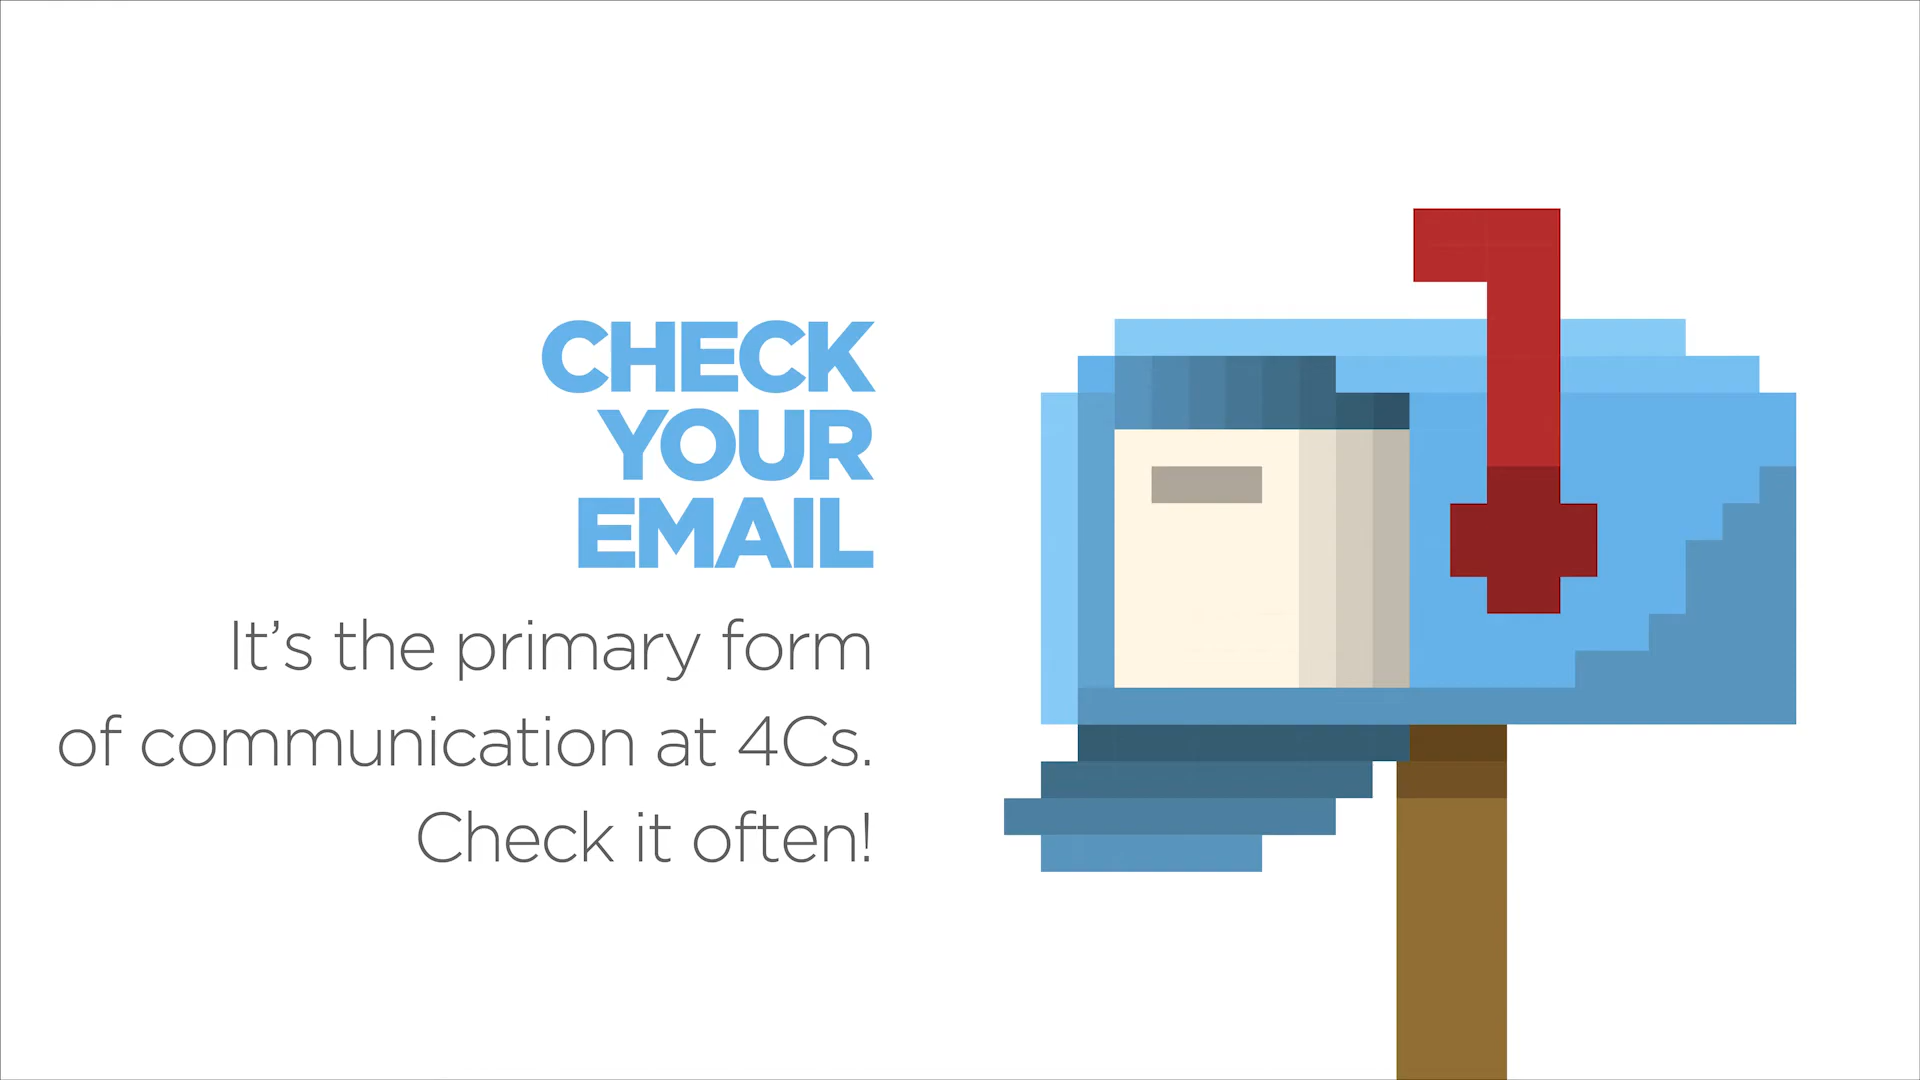 CHECK
YOUR
EMAIL
It’s the primary form
of communication at 4Cs.
Check it often!